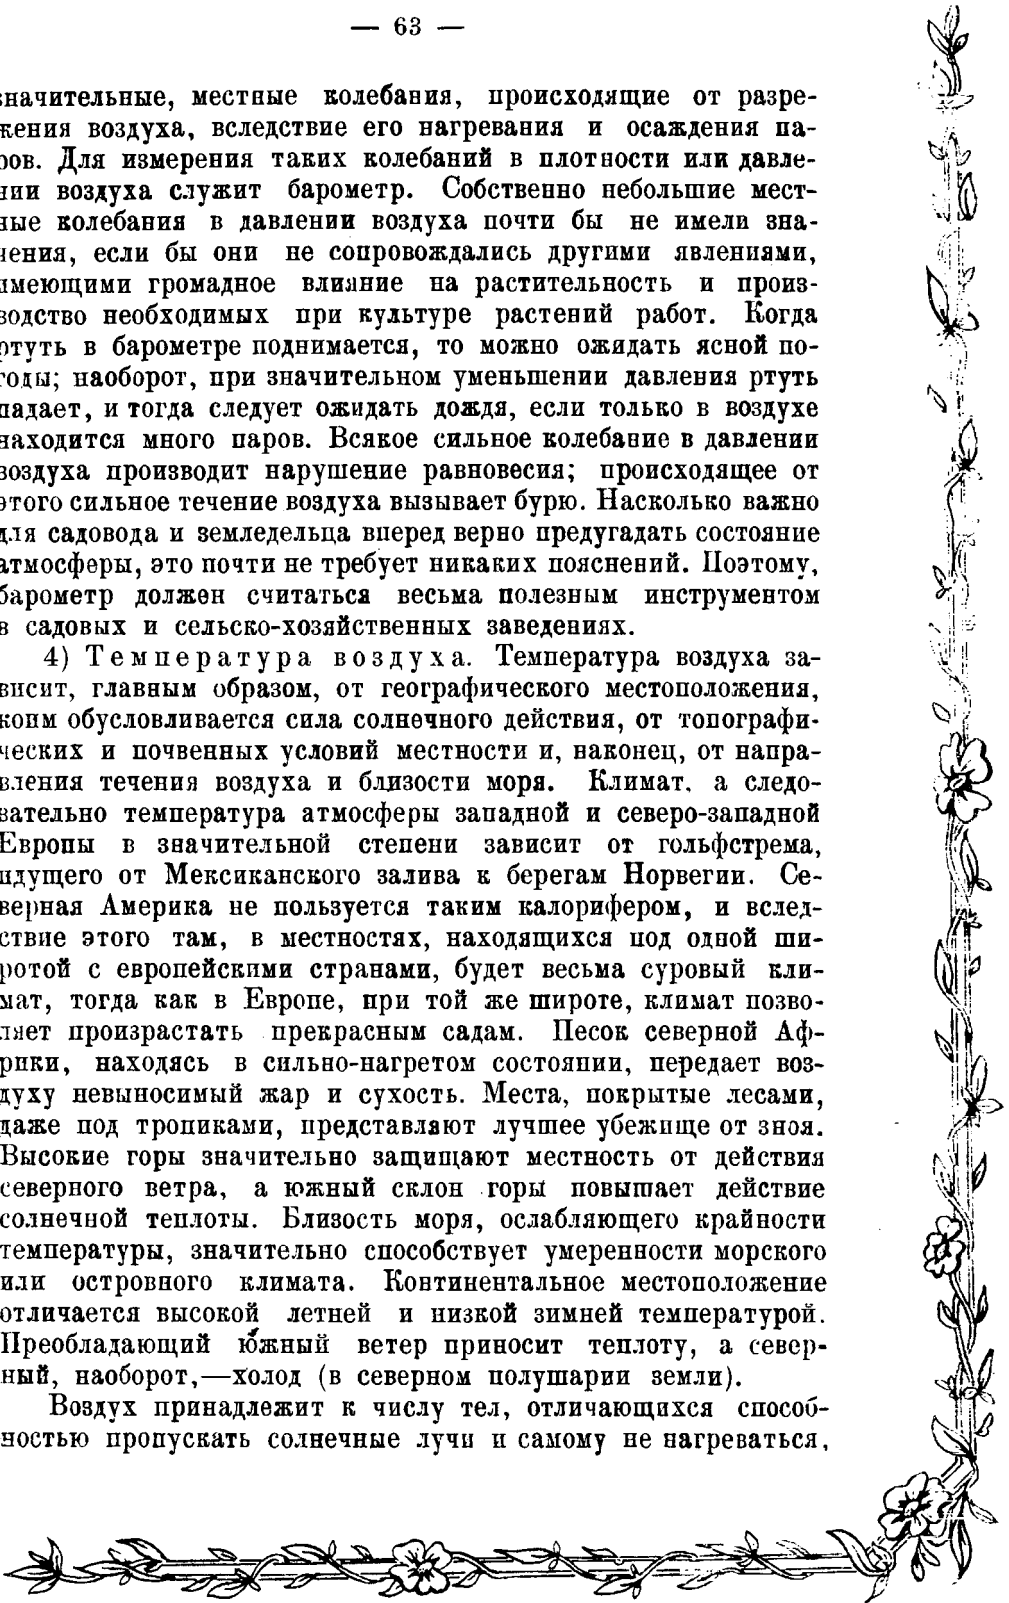 — 63 —
значительные, местные колебания, происходящие от разре-
жения воздуха, вследствие его нагревания и осаждения па-
ров. Для измерения таких колебаний в плотности или давле-
нии воздуха служит барометр. Собственно небольшие мест-
ные колебания в давлении воздуха почти бы не имели зна-
чения, если бы они не сопровождались другими явлениями,
имеющими громадное влияние на растительность и произ-
водство необходимых при культуре растений работ. Когда
ртуть в барометре поднимается, то можно ожидать ясной по-
годы; наоборот, при значительном уменьшении давления ртуть
падает, и тогда следует ожидать дождя, если только в воздухе
находится много паров. Всякое сильное колебание в давлении
воздуха производит нарушение равновесия; происходящее от
этого сильное течение воздуха вызывает бурю. Насколько важно
для садовода и земледельца вперед верно предугадать состояние
атмосферы, это почти не требует никаких пояснений. Поэтому,
барометр должен считаться весьма полезным инструментом
в садовых и сельско-хозяйственных заведениях.
4) Температура воздуха. Температура воздуха за-
висит, главным образом, от географического местоположения,
коим обусловливается сила солнечного действия, от топографи-
ческих и почвенных условий местности и, наконец, от напра-
вления течения воздуха и близости моря. Климат, а следо-
вательно температура атмосферы западной и северо-западной
Европы в значительной степени зависит от гольфстрема,
идущего от Мексиканского залива к берегам Норвегии. Се-
верная Америка не пользуется таким калорифером, и вслед-
ствие этого там, в местностях, находящихся под одной ши-
ротой с европейскими странами, будет весьма суровый кли-
мат, тогда как в Европе, при той же широте, климат позво-
ляет произрастать прекрасным садам. Песок северной Аф-
рики, находясь в сильно-нагретом состоянии, передает воз-
духу невыносимый жар и сухость. Места, покрытые лесами,
даже под тропиками, представляют лучшее убежище от зноя.
Высокие горы значительно защищают местность от действия
северного ветра, а южный склон горы повышает действие
солнечной теплоты. Близость моря, ослабляющего крайности
температуры, значительно способствует умеренности морского
или островного климата. Континентальное местоположение
отличается высокой летней и низкой зимней температурой.
Преобладающий южный ветер приносит теплоту, а север-
ный, наоборот,—холод (в северном полушарии земли).
Воздух принадлежит к числу тел, отличающихся способ-
ностью пропускать солнечные лучи и самому не нагреваться,